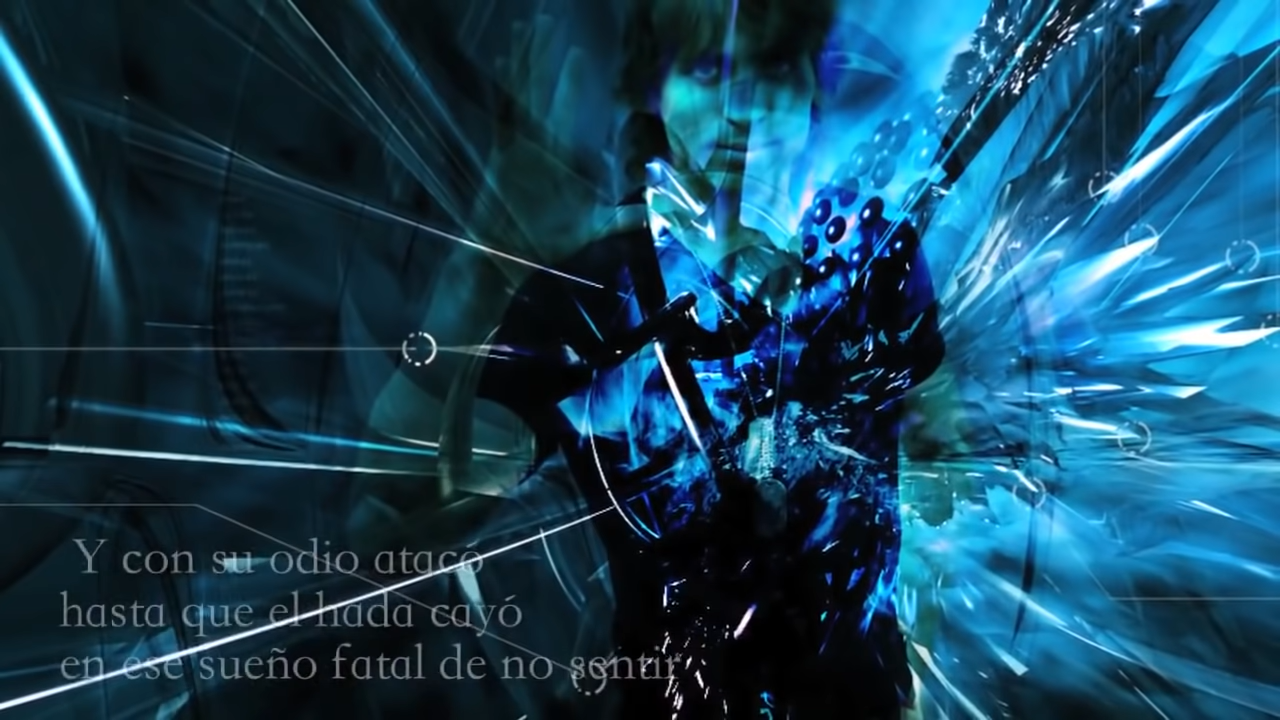 Y con su odio atacó
hasta que el hada cayó
en ese sueño fatal de no sentir